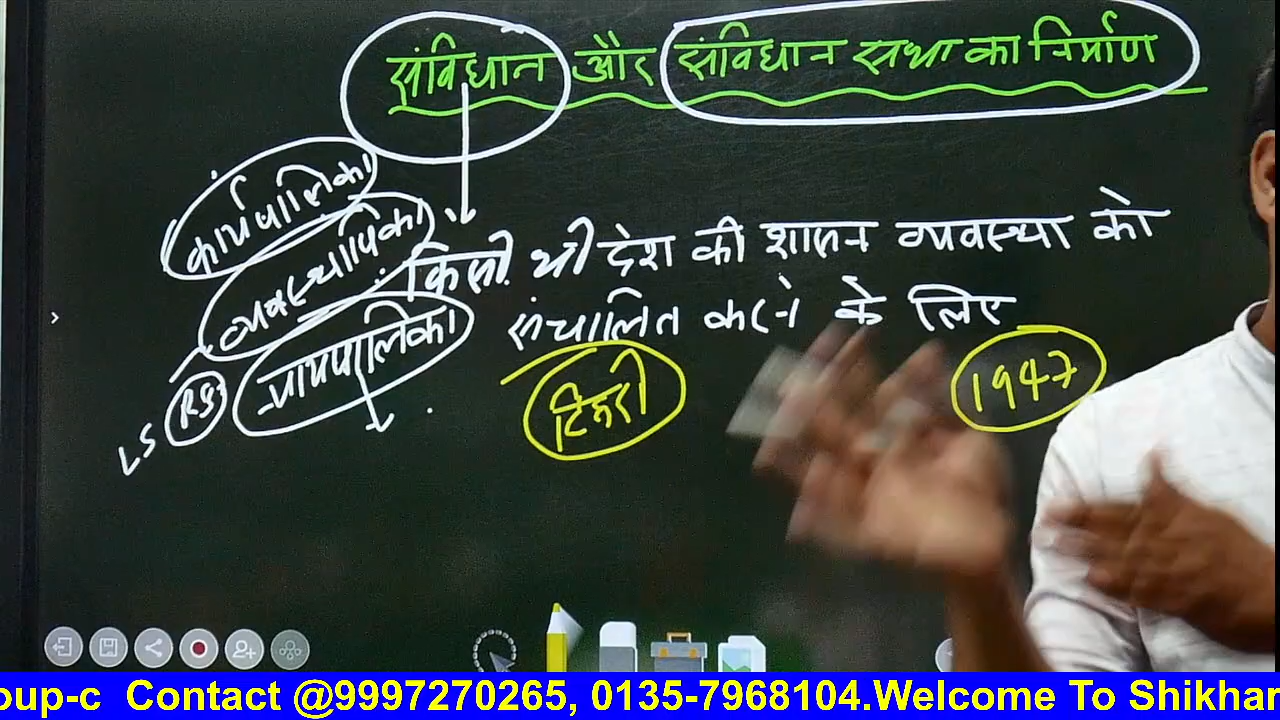 संविधान और संविधान सभा का निर्माण
कार्यपालिका
व्यवस्थापिका
न्यायपालिका
LS RS
किसी भी देश की शासन व्यवस्था को
संचालित करने के लिए
टिहरी
1947
oup-c Contact @9997270265, 0135-7968104.Welcome To Shikhar